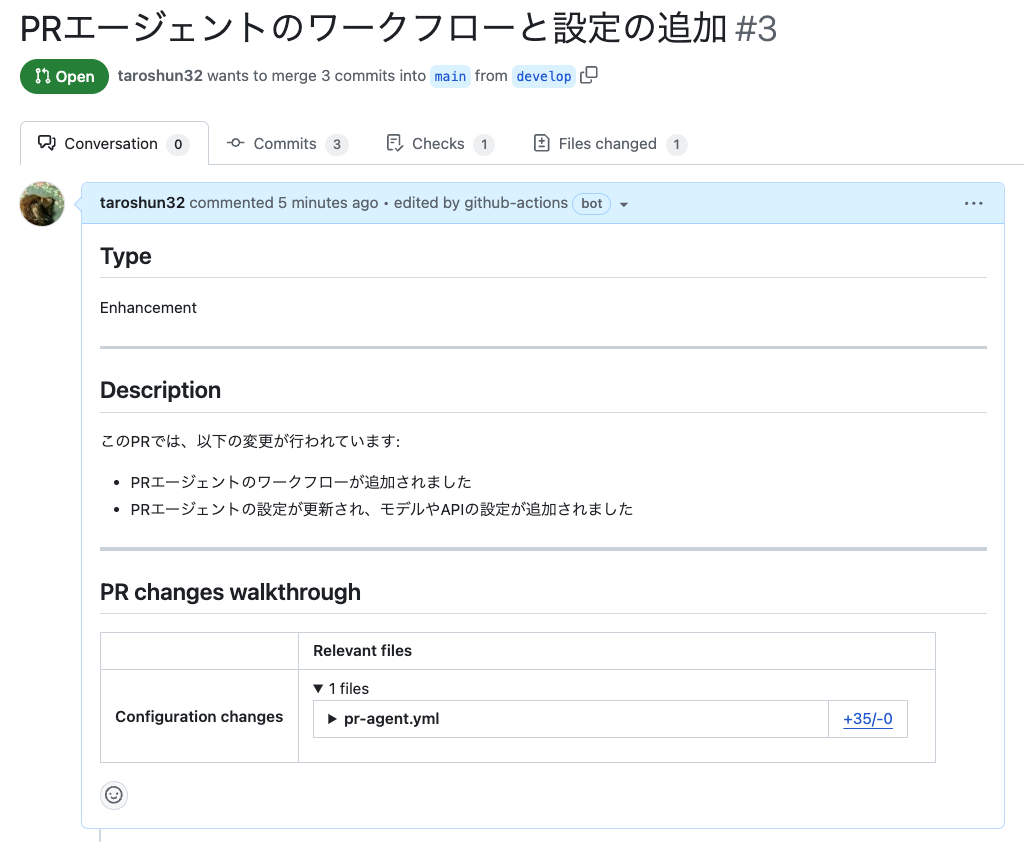 PRエージェントのワークフローと設定の追加 #3
Open taroshun32 wants to merge 3 commits into main from develop
Conversation 0 Commits 3 Checks 1 Files changed 1
taroshun32 commented 5 minutes ago • edited by github-actions bot
Type
Enhancement
Description
このPRでは、以下の変更が行われています:
• PRエージェントのワークフローが追加されました
• PRエージェントの設定が更新され、モデルやAPIの設定が追加されました
PR changes walkthrough
Relevant files
Configuration changes
▼ 1 files
▶ pr-agent.yml +35/-0